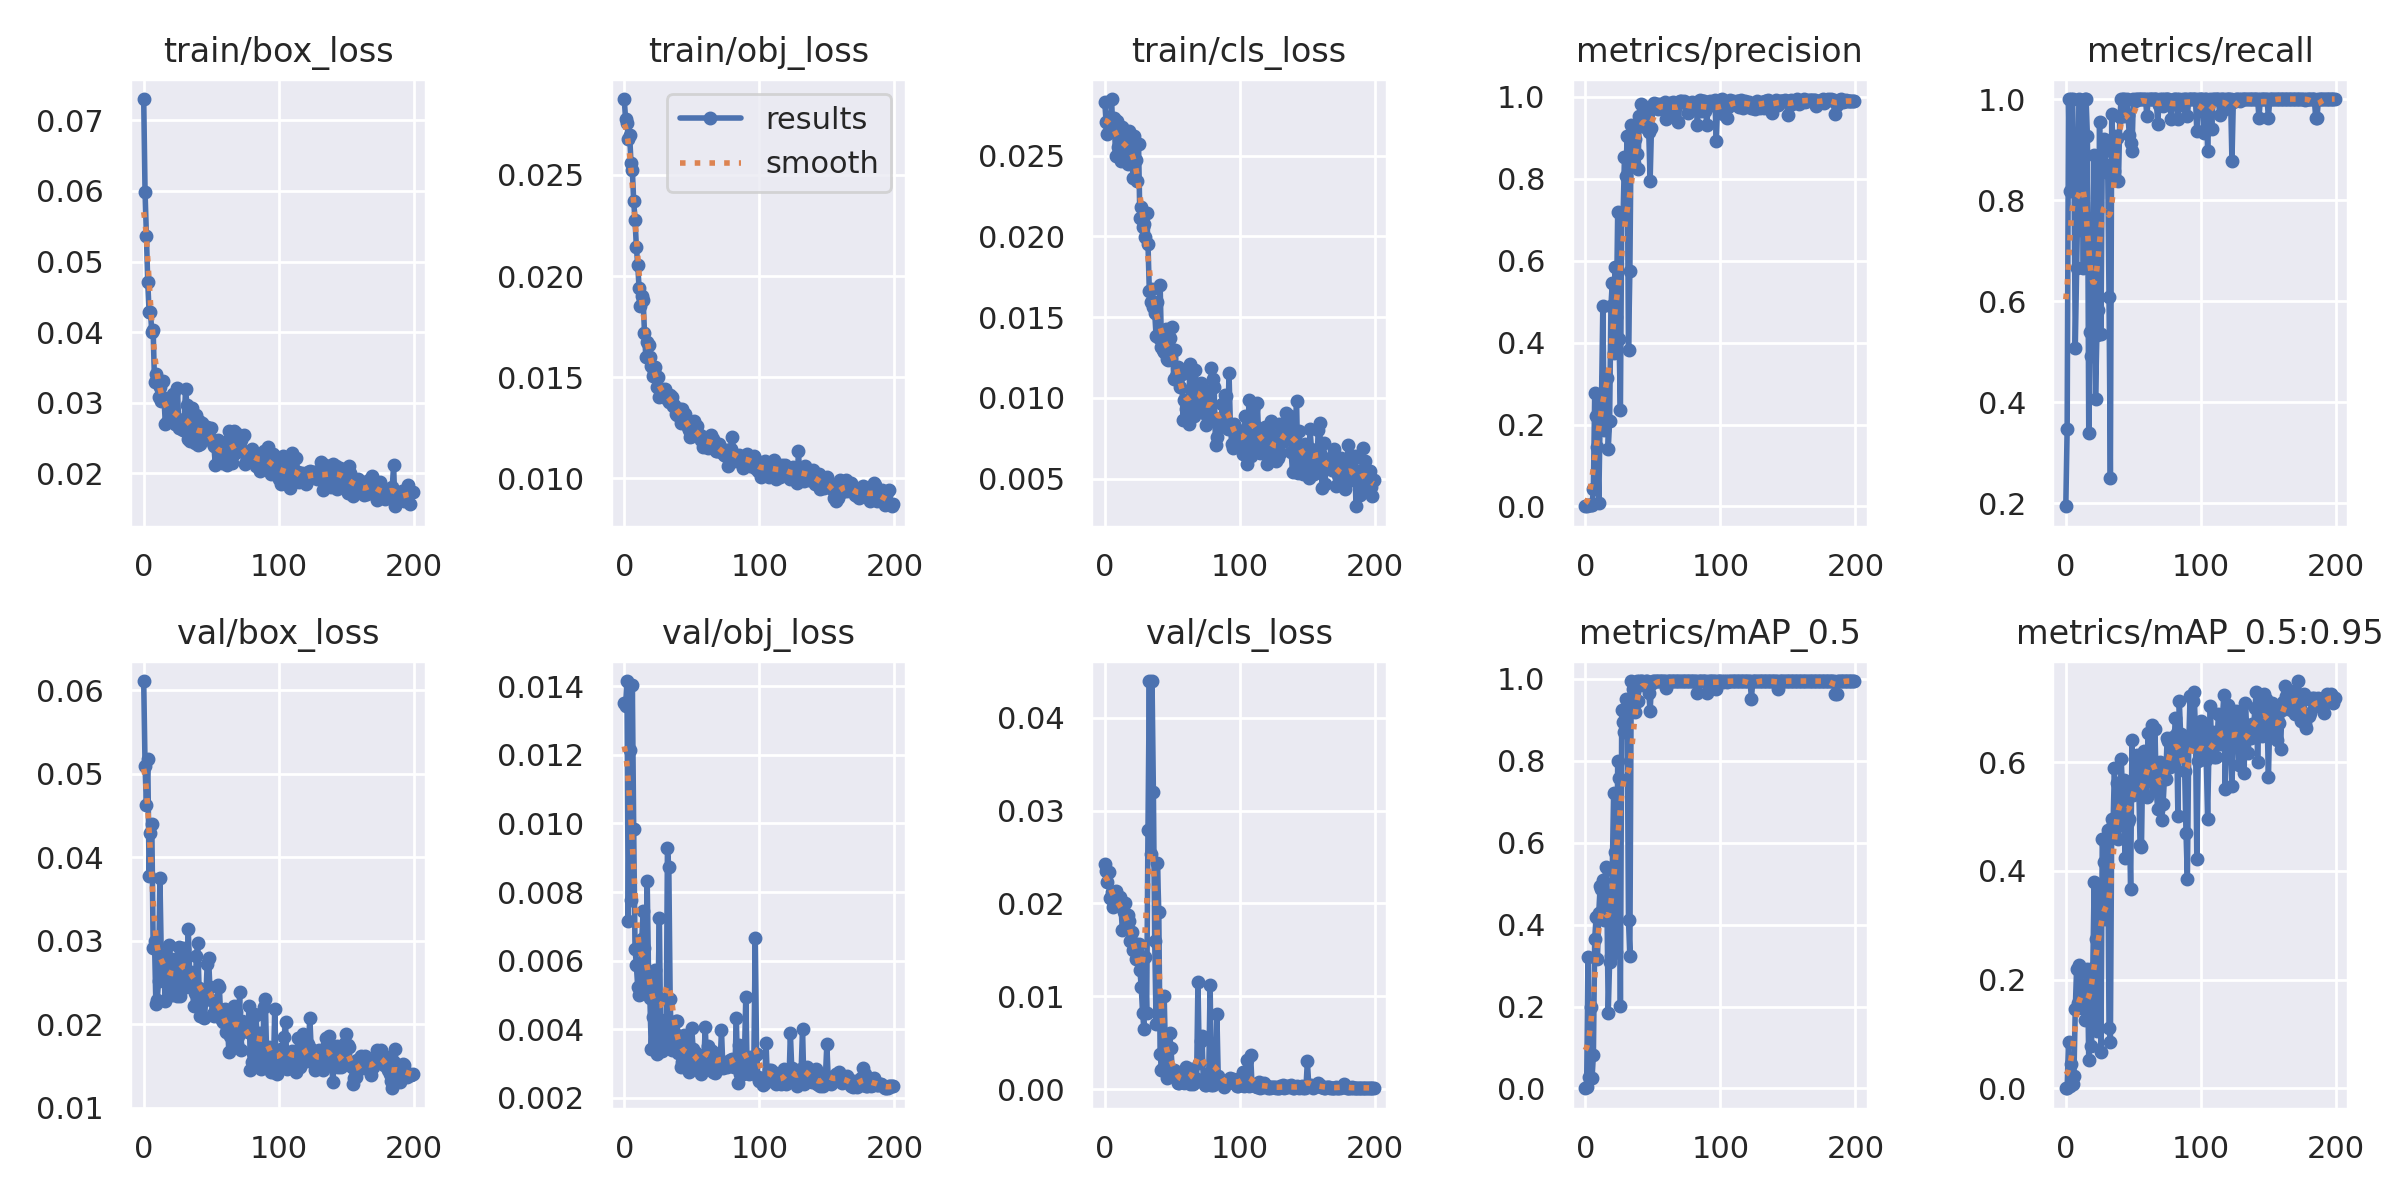 train/box_loss
0.07
0.06
0.05
0.04
0.03
0.02
0 100 200
train/obj_loss
results
smooth
0.025
0.020
0.015
0.010
0 100 200
train/cls_loss
0.025
0.020
0.015
0.010
0.005
0 100 200
metrics/precision
1.0
0.8
0.6
0.4
0.2
0.0
0 100 200
metrics/recall
1.0
0.8
0.6
0.4
0.2
0 100 200
val/box_loss
0.06
0.05
0.04
0.03
0.02
0.01
0 100 200
val/obj_loss
0.014
0.012
0.010
0.008
0.006
0.004
0.002
0 100 200
val/cls_loss
0.04
0.03
0.02
0.01
0.00
0 100 200
metrics/mAP_0.5
1.0
0.8
0.6
0.4
0.2
0.0
0 100 200
metrics/mAP_0.5:0.95
0.6
0.4
0.2
0.0
0 100 200